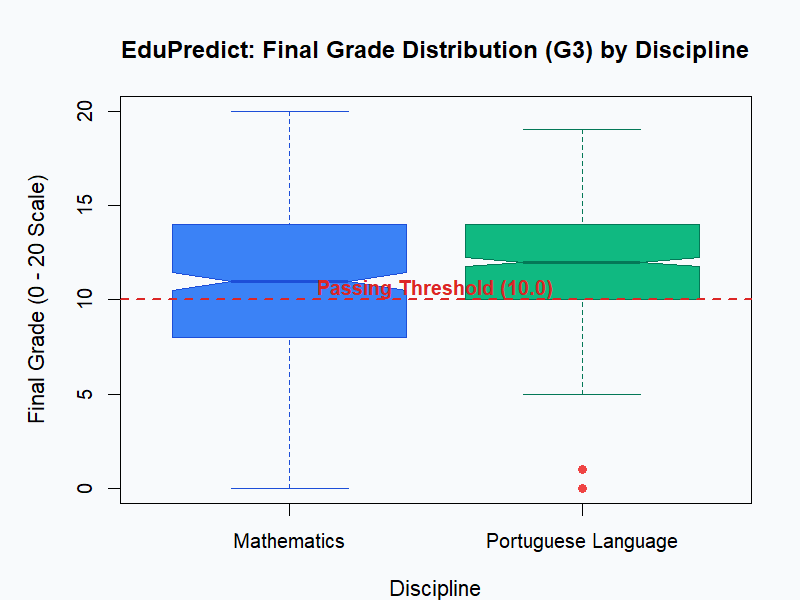 EduPredict: Final Grade Distribution (G3) by Discipline
Final Grade (0 - 20 Scale)
20
15
10
5
0
Passing Threshold (10.0)
Mathematics
Portuguese Language
Discipline